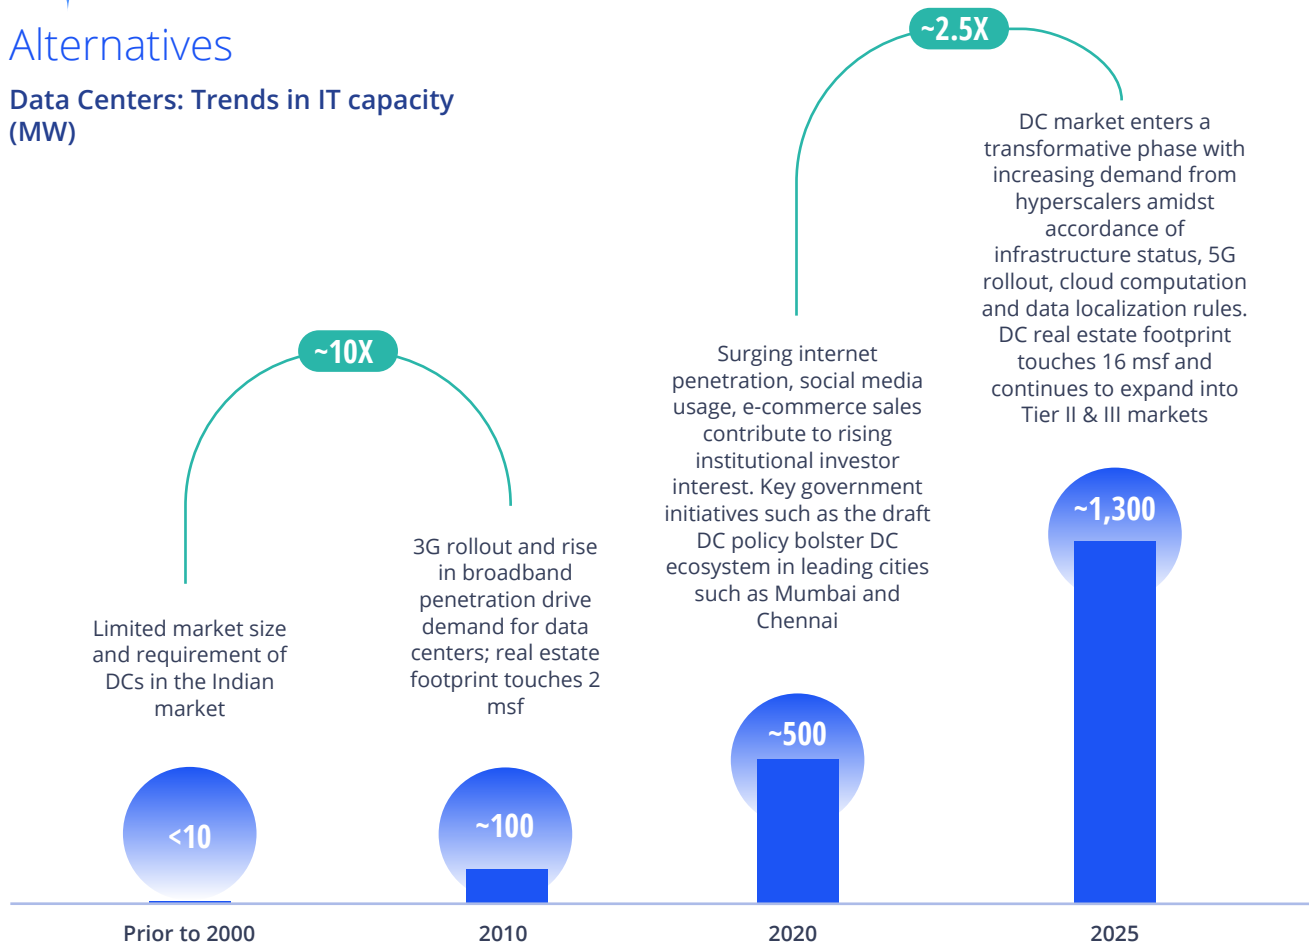 Alternatives
Data Centers: Trends in IT capacity
(MW)
~10X
~2.5X
Limited market size
and requirement of
DCs in the Indian
market
3G rollout and rise
in broadband
penetration drive
demand for data
centers; real estate
footprint touches 2
msf
Surging internet
penetration, social media
usage, e-commerce sales
contribute to rising
institutional investor
interest. Key government
initiatives such as the draft
DC policy bolster DC
ecosystem in leading cities
such as Mumbai and
Chennai
DC market enters a
transformative phase with
increasing demand from
hyperscalers amidst
accordance of
infrastructure status, 5G
rollout, cloud computation
and data localization rules.
DC real estate footprint
touches 16 msf and
continues to expand into
Tier II & III markets
<10
~100
~500
~1,300
Prior to 2000
2010
2020
2025